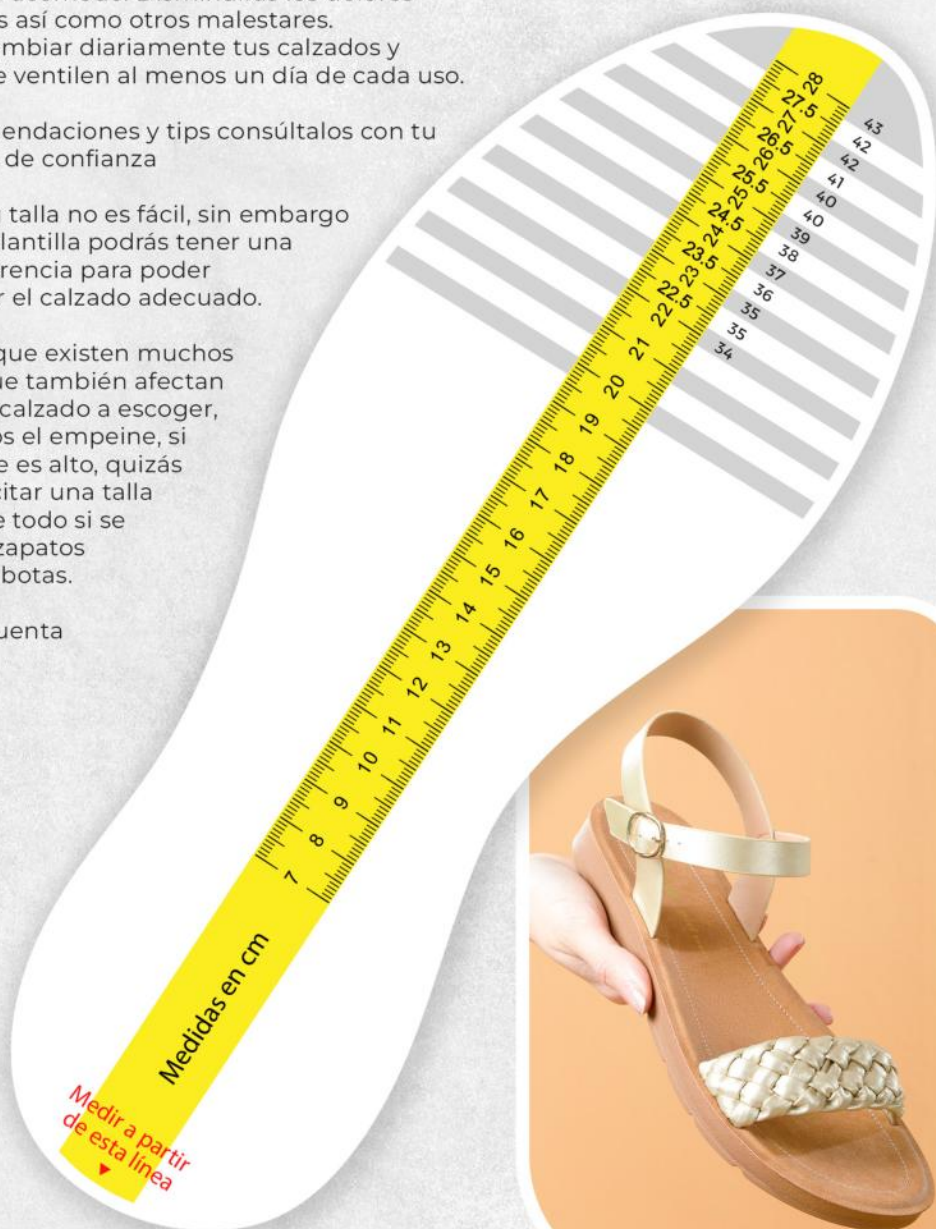 s así como otros malestares.
mbiar diariamente tus calzados y
e ventilen al menos un día de cada uso.
endaciones y tips consúltalos con tu
de confianza
talla no es fácil, sin embargo
lantilla podrás tener una
rencia para poder
r el calzado adecuado.
que existen muchos
ue también afectan
calzado a escoger,
os el empeine, si
e es alto, quizás
citar una talla
e todo si se
zapatos
botas.
uenta
28
27.5
27
26.5
26
25.5
25
24.5
24
23.5
23
22.5
22
21
20
19
18
17
16
15
14
13
12
11
10
9
8
7
43
42
42
41
40
40
39
38
37
36
35
35
34
Medidas en cm
Medir a partir
de esta línea